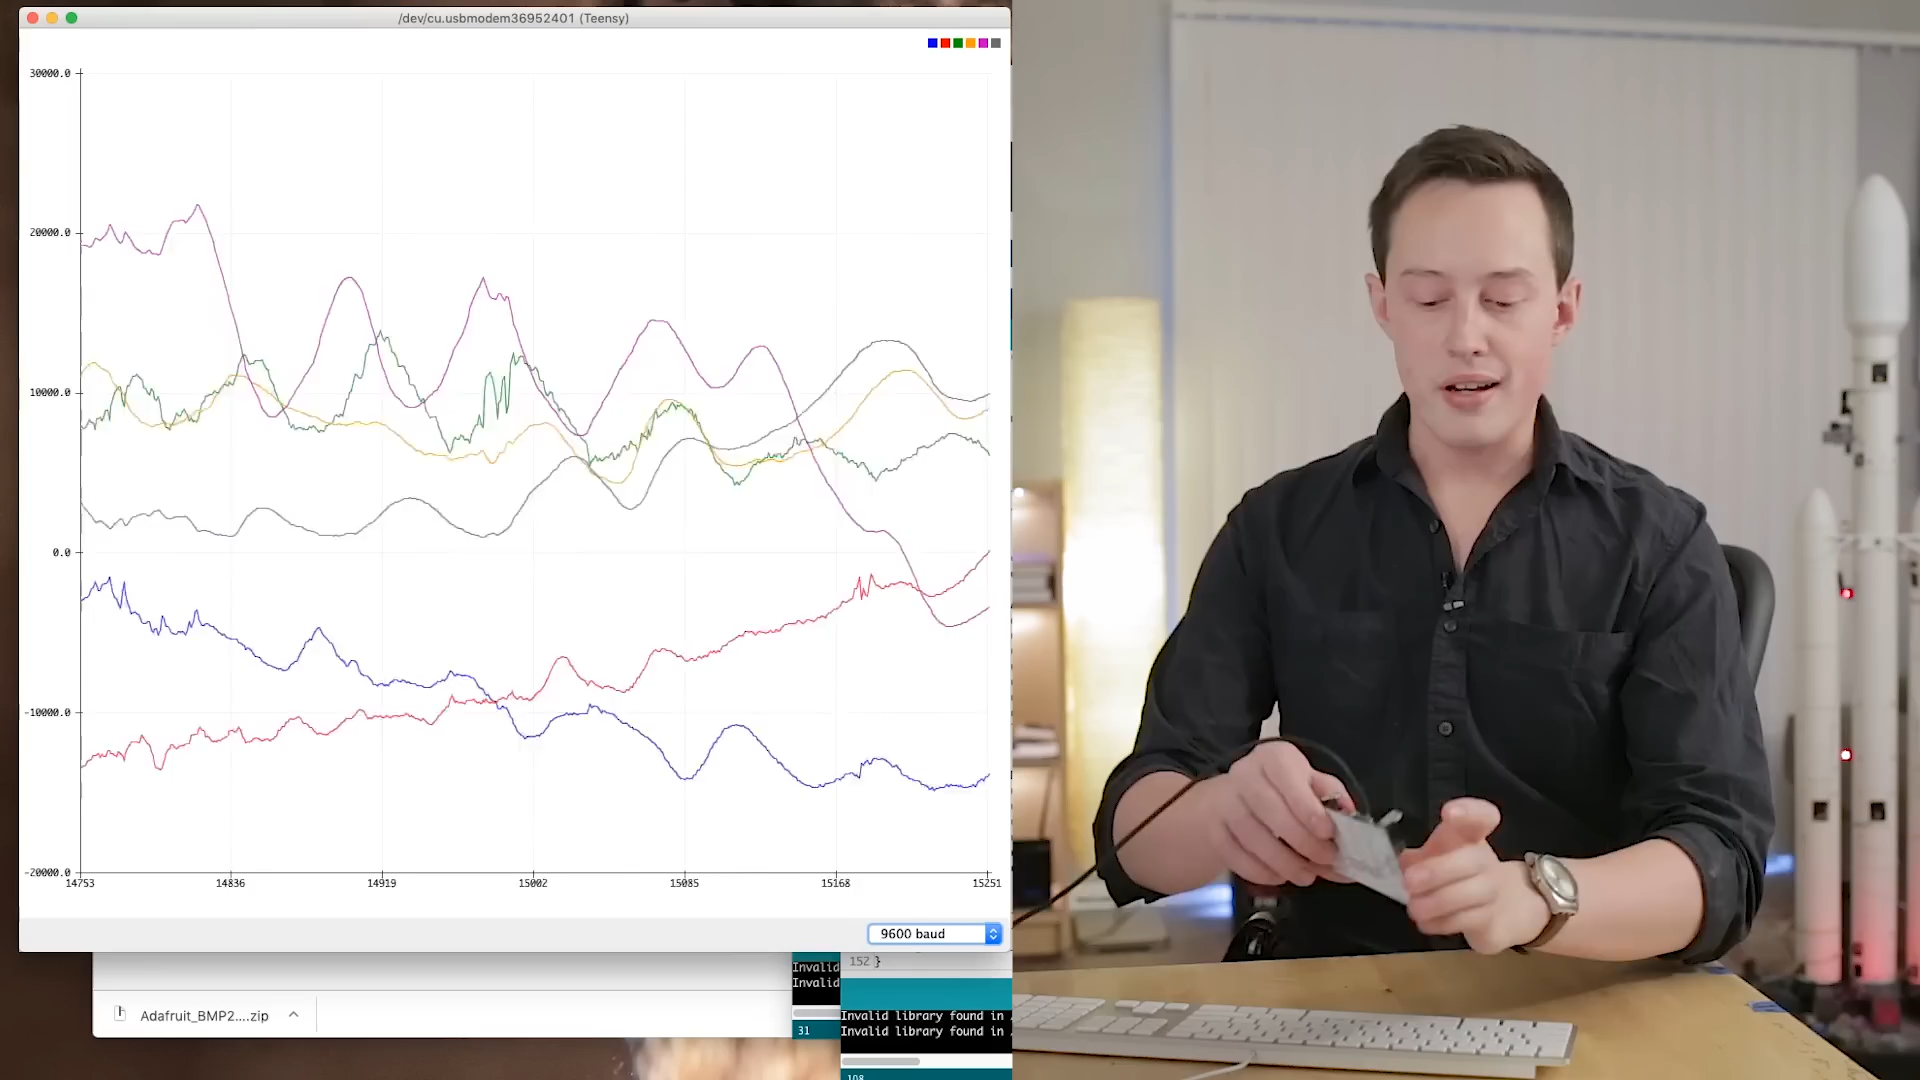 /dev/cu.usbmodem36952401 (Teensy)
30000.0
20000.0
10000.0
0.0
-10000.0
-20000.0
14753 14836 14919 15002 15085 15168 15251
9600 baud
152 }
Invalid
Invalid
Adafruit_BMP2....zip
31
Invalid library found in
Invalid library found in
108